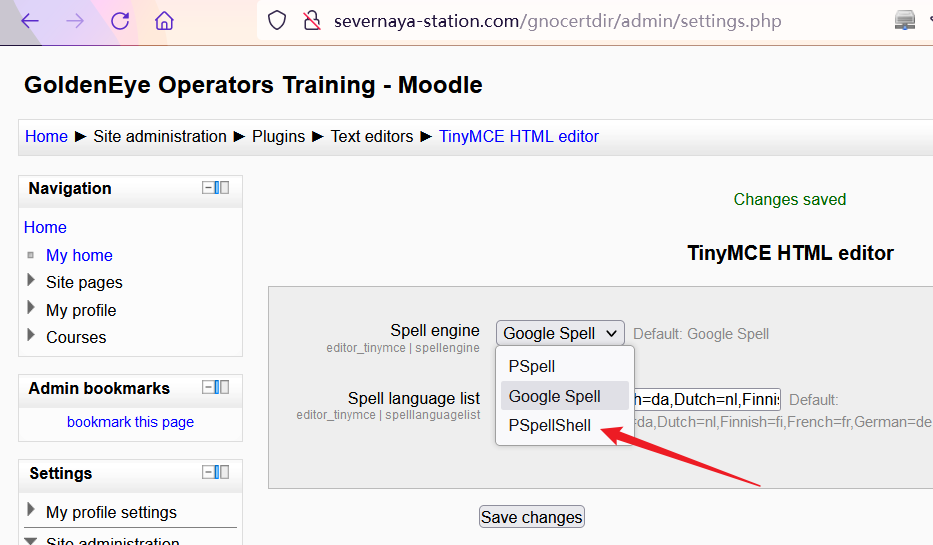 severnaya-station.com/gnocertdir/admin/settings.php
GoldenEye Operators Training - Moodle
Home ► Site administration ► Plugins ► Text editors ► TinyMCE HTML editor
Navigation
Home
My home
Site pages
My profile
Courses
Admin bookmarks
bookmark this page
Settings
My profile settings
Site administration
Changes saved
TinyMCE HTML editor
Spell engine
editor_tinymce | spellengine
Google Spell
Default: Google Spell
PSpell
Google Spell
PSpellShell
Spell language list
editor_tinymce | spelllanguagelist
h=da,Dutch=nl,Finnis
Default:
=da,Dutch=nl,Finnish=fi,French=fr,German=de
Save changes